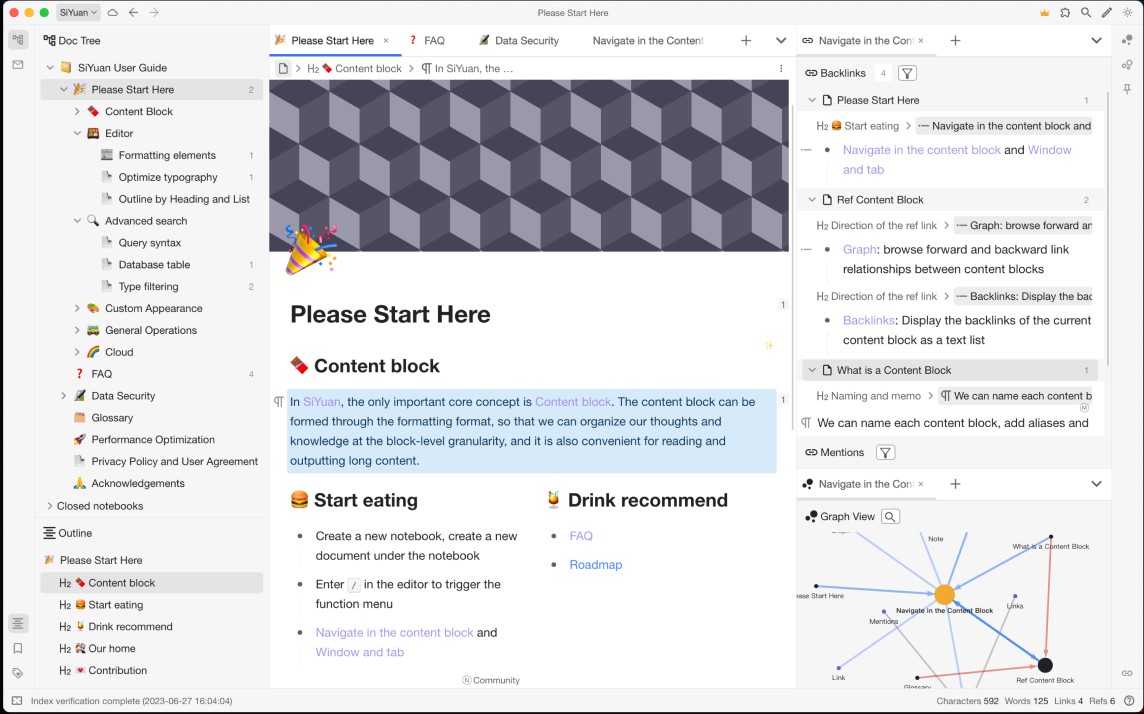 SiYuan
Please Start Here
Doc Tree
SiYuan User Guide
Please Start Here 2
Content Block
Editor
Formatting elements 1
Optimize typography 1
Outline by Heading and List
Advanced search
Query syntax
Database table 1
Type filtering 2
Custom Appearance
General Operations
Cloud
FAQ 4
Data Security
Glossary
Performance Optimization
Privacy Policy and User Agreement
Acknowledgements
Closed notebooks
Outline
Please Start Here
H2 Content block
H2 Start eating
H2 Drink recommend
H2 Our home
H2 Contribution
Please Start Here × ? FAQ Data Security Navigate in the Content
H2 Content block > ¶ In SiYuan, the ...
Please Start Here 1
Content block
In SiYuan, the only important core concept is Content block. The content block can be 1
formed through the formatting format, so that we can organize our thoughts and
knowledge at the block-level granularity, and it is also convenient for reading and
outputting long content.
Start eating
Create a new notebook, create a new
document under the notebook
Enter / in the editor to trigger the
function menu
Navigate in the content block and
Window and tab
Drink recommend
FAQ
Roadmap
Community
Navigate in the Con ×
Backlinks 4
Please Start Here 1
H2 Start eating > Navigate in the content block and
Navigate in the content block and Window
and tab
Ref Content Block 2
H2 Direction of the ref link > Graph: browse forward an
Graph: browse forward and backward link
relationships between content blocks
H2 Direction of the ref link > Backlinks: Display the bac
Backlinks: Display the backlinks of the current
content block as a text list
What is a Content Block 1
H2 Naming and memo > ¶ We can name each content b
M
¶ We can name each content block, add aliases and
Mentions
Navigate in the Con ×
Graph View
Note
What is a Content Block
ase Start Here
Navigate in the Content Block
Links
Mentions
Link
Ref Content Block
Glossary
Index verification complete (2023-06-27 16:04:04)
Characters 592 Words 125 Links 4 Refs 6